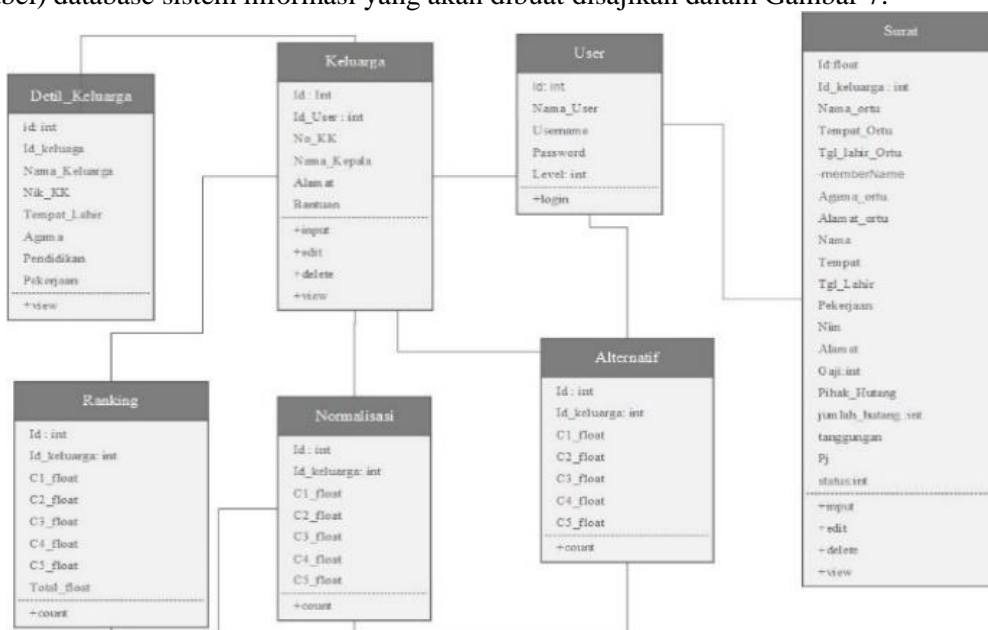 bel) database sistem informasi yang akan dibuat disajikan dalam Gambar 7.
Detil_Keluarga
id: int
Id_keluaga
Nama_Keluarga
Nik_KK
Tempat_Lahir
Agama
Pendidikan
Pekerjaan
+view
Keluarga
Id : Int
Id_User : int
No_KK
Nama_Kepala
Alamat
Bantuan
+input
+edit
+delete
+view
User
id: int
Nama_User
Username
Password
Level: int
+login
Surat
Id:float
Id_keluarga : int
Nama_ortu
Tempat_Ortu
Tgl_lahir_Ortu
-memberName
Agama_ortu
Alamat_ortu
Nama
Tempat
Tgl_Lahir
Pekerjaan
Nim
Alamat
Gaji:int
Pihak_Hutang
jumlah_hutang :int
tanggungan
Pj
status:int
+input
+edit
+delete
+view
Ranking
Id : int
Id_keluarga: int
C1_float
C2_float
C3_float
C4_float
C5_float
Total_float
+count
Normalisasi
Id : int
Id_keluarga: int
C1_float
C2_float
C3_float
C4_float
C5_float
+count
Alternatif
Id : int
Id_keluarga: int
C1_float
C2_float
C3_float
C4_float
C5_float
+count